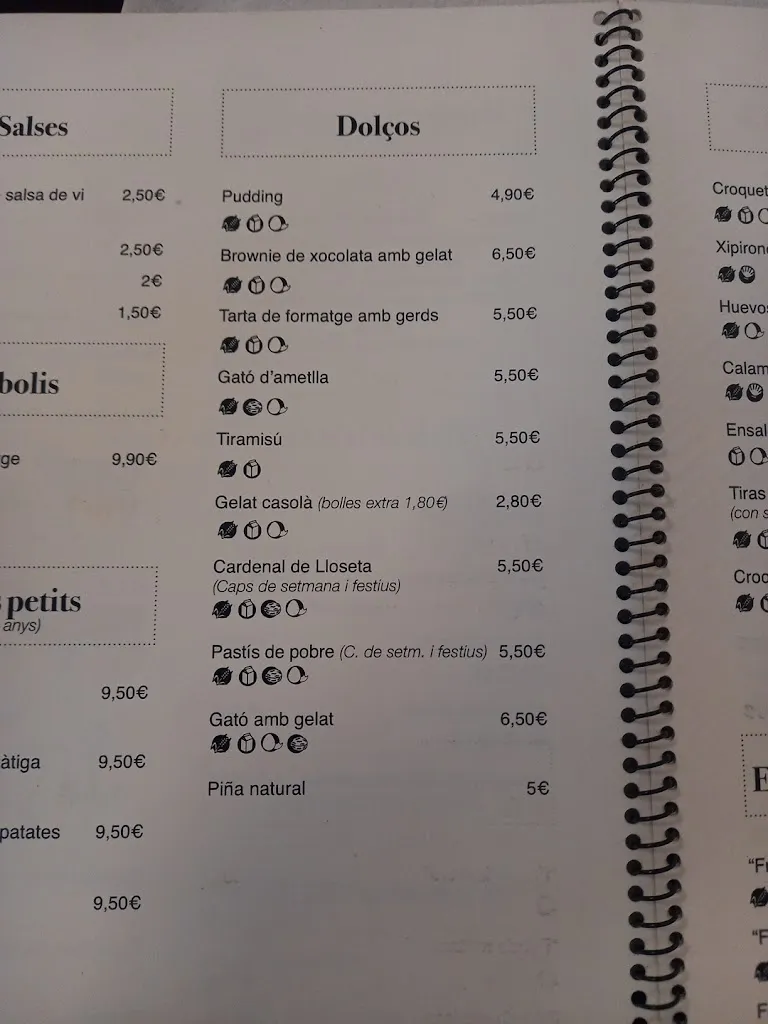 Salses
salsa de vi 2,50€
2,50€
2€
1,50€
bolis
9,90€
petits
anys)
9,50€
àtiga 9,50€
patates 9,50€
9,50€
Dolços
Pudding 4,90€
Brownie de xocolata amb gelat 6,50€
Tarta de formatge amb gerds 5,50€
Gató d'ametlla 5,50€
Tiramisú 5,50€
Gelat casolà (bolles extra 1,80€) 2,80€
Cardenal de Lloseta 5,50€
(Caps de setmana i festius)
Pastís de pobre (C. de setm. i festius) 5,50€
Gató amb gelat 6,50€
Piña natural 5€
Croquet
Xipiron
Huevos
Calam
Ensal
Tiras
(con s
Croc
E
"Fr
"F
F